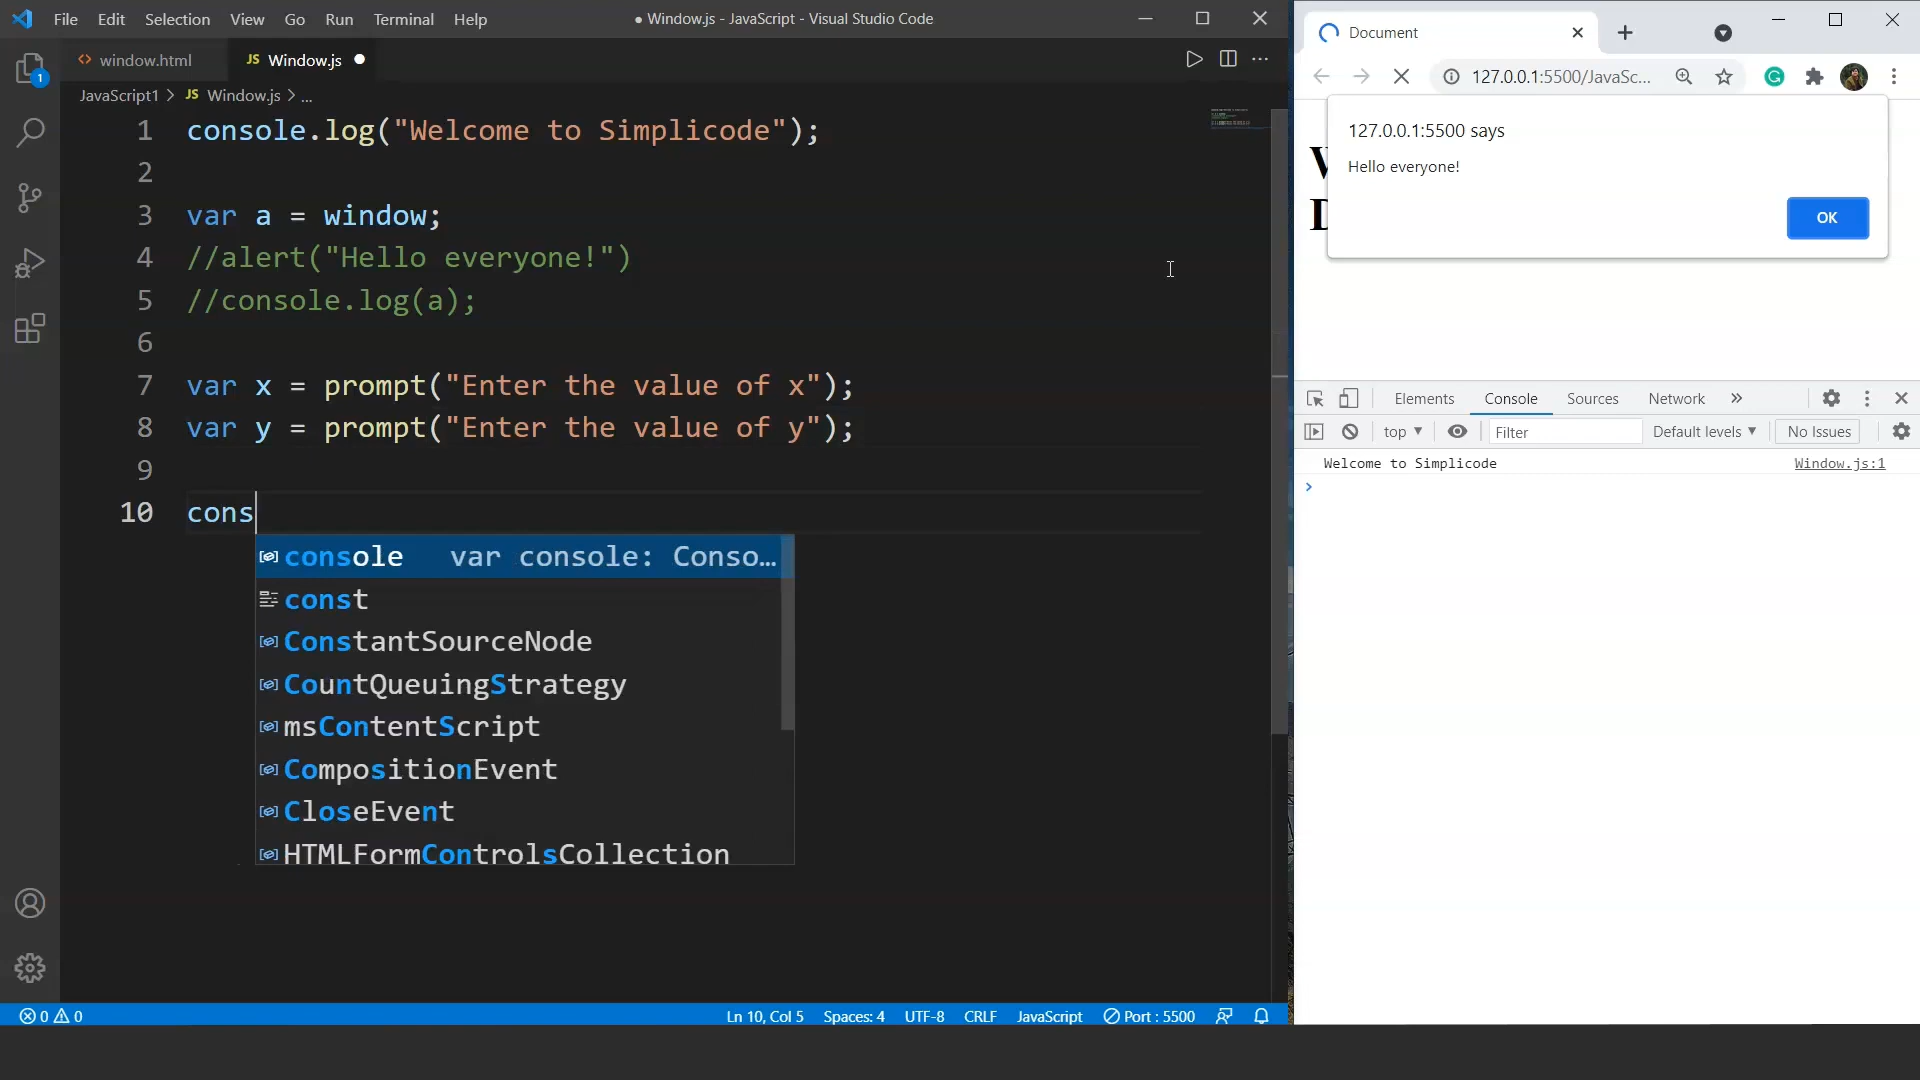 File Edit Selection View Go Run Terminal Help
● Window.js - JavaScript - Visual Studio Code
window.html
JS Window.js ●
JavaScript1 > JS Window.js > ...
1 console.log("Welcome to Simplicode");
2
3 var a = window;
4 //alert("Hello everyone!")
5 //console.log(a);
6
7 var x = prompt("Enter the value of x");
8 var y = prompt("Enter the value of y");
9
10 cons
console var console: Conso...
const
ConstantSourceNode
CountQueuingStrategy
msContentScript
CompositionEvent
CloseEvent
HTMLFormControlsCollection
1
0 0
Ln 10, Col 5 Spaces: 4 UTF-8 CRLF JavaScript Port : 5500
Document
127.0.0.1:5500/JavaSc...
127.0.0.1:5500 says
Hello everyone!
OK
D
Elements Console Sources Network »
top Filter Default levels No Issues
Welcome to Simplicode Window.js:1
>